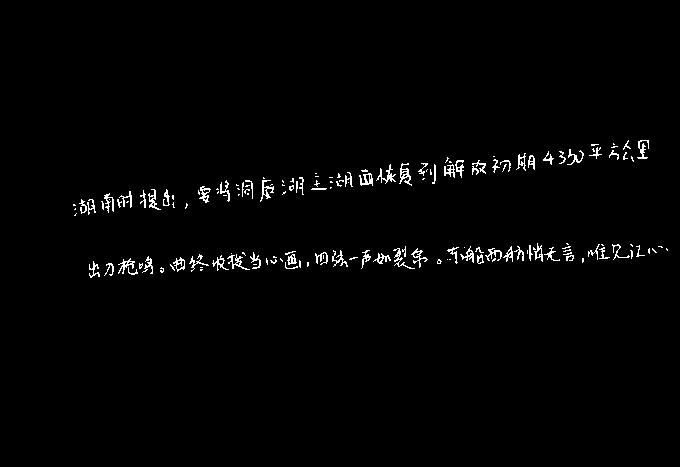 湖南时提出，要将洞庭湖主湖面恢复到解放初期4350平方公里
出刀枪鸣。曲终收拨当心画，四弦一声如裂帛。东船西舫悄无言，唯见江心